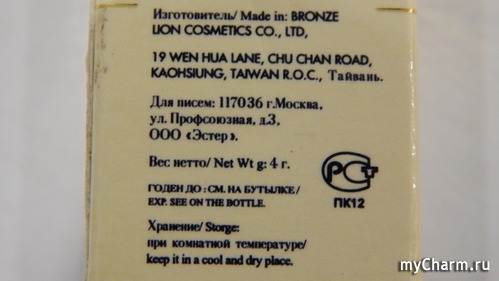 Изготовитель/ Made in: BRONZE
LION COSMETICS CO., LTD,
19 WEN HUA LANE, CHU CHAN ROAD,
KAOHSIUNG, TAIWAN R.O.C., Тайвань.
Для писем: 117036 г.Москва,
ул. Профсоюзная, д.3,
ООО «Эстер».
Вес нетто/ Net Wt g: 4 г.
ГОДЕН ДО : СМ. НА БУТЫЛКЕ/
EXP. SEE ON THE BOTTLE.
РСТ
ПК12
Хранение/ Storge:
при комнатной температуре/
keep it in a cool and dry place.
myCharm.ru